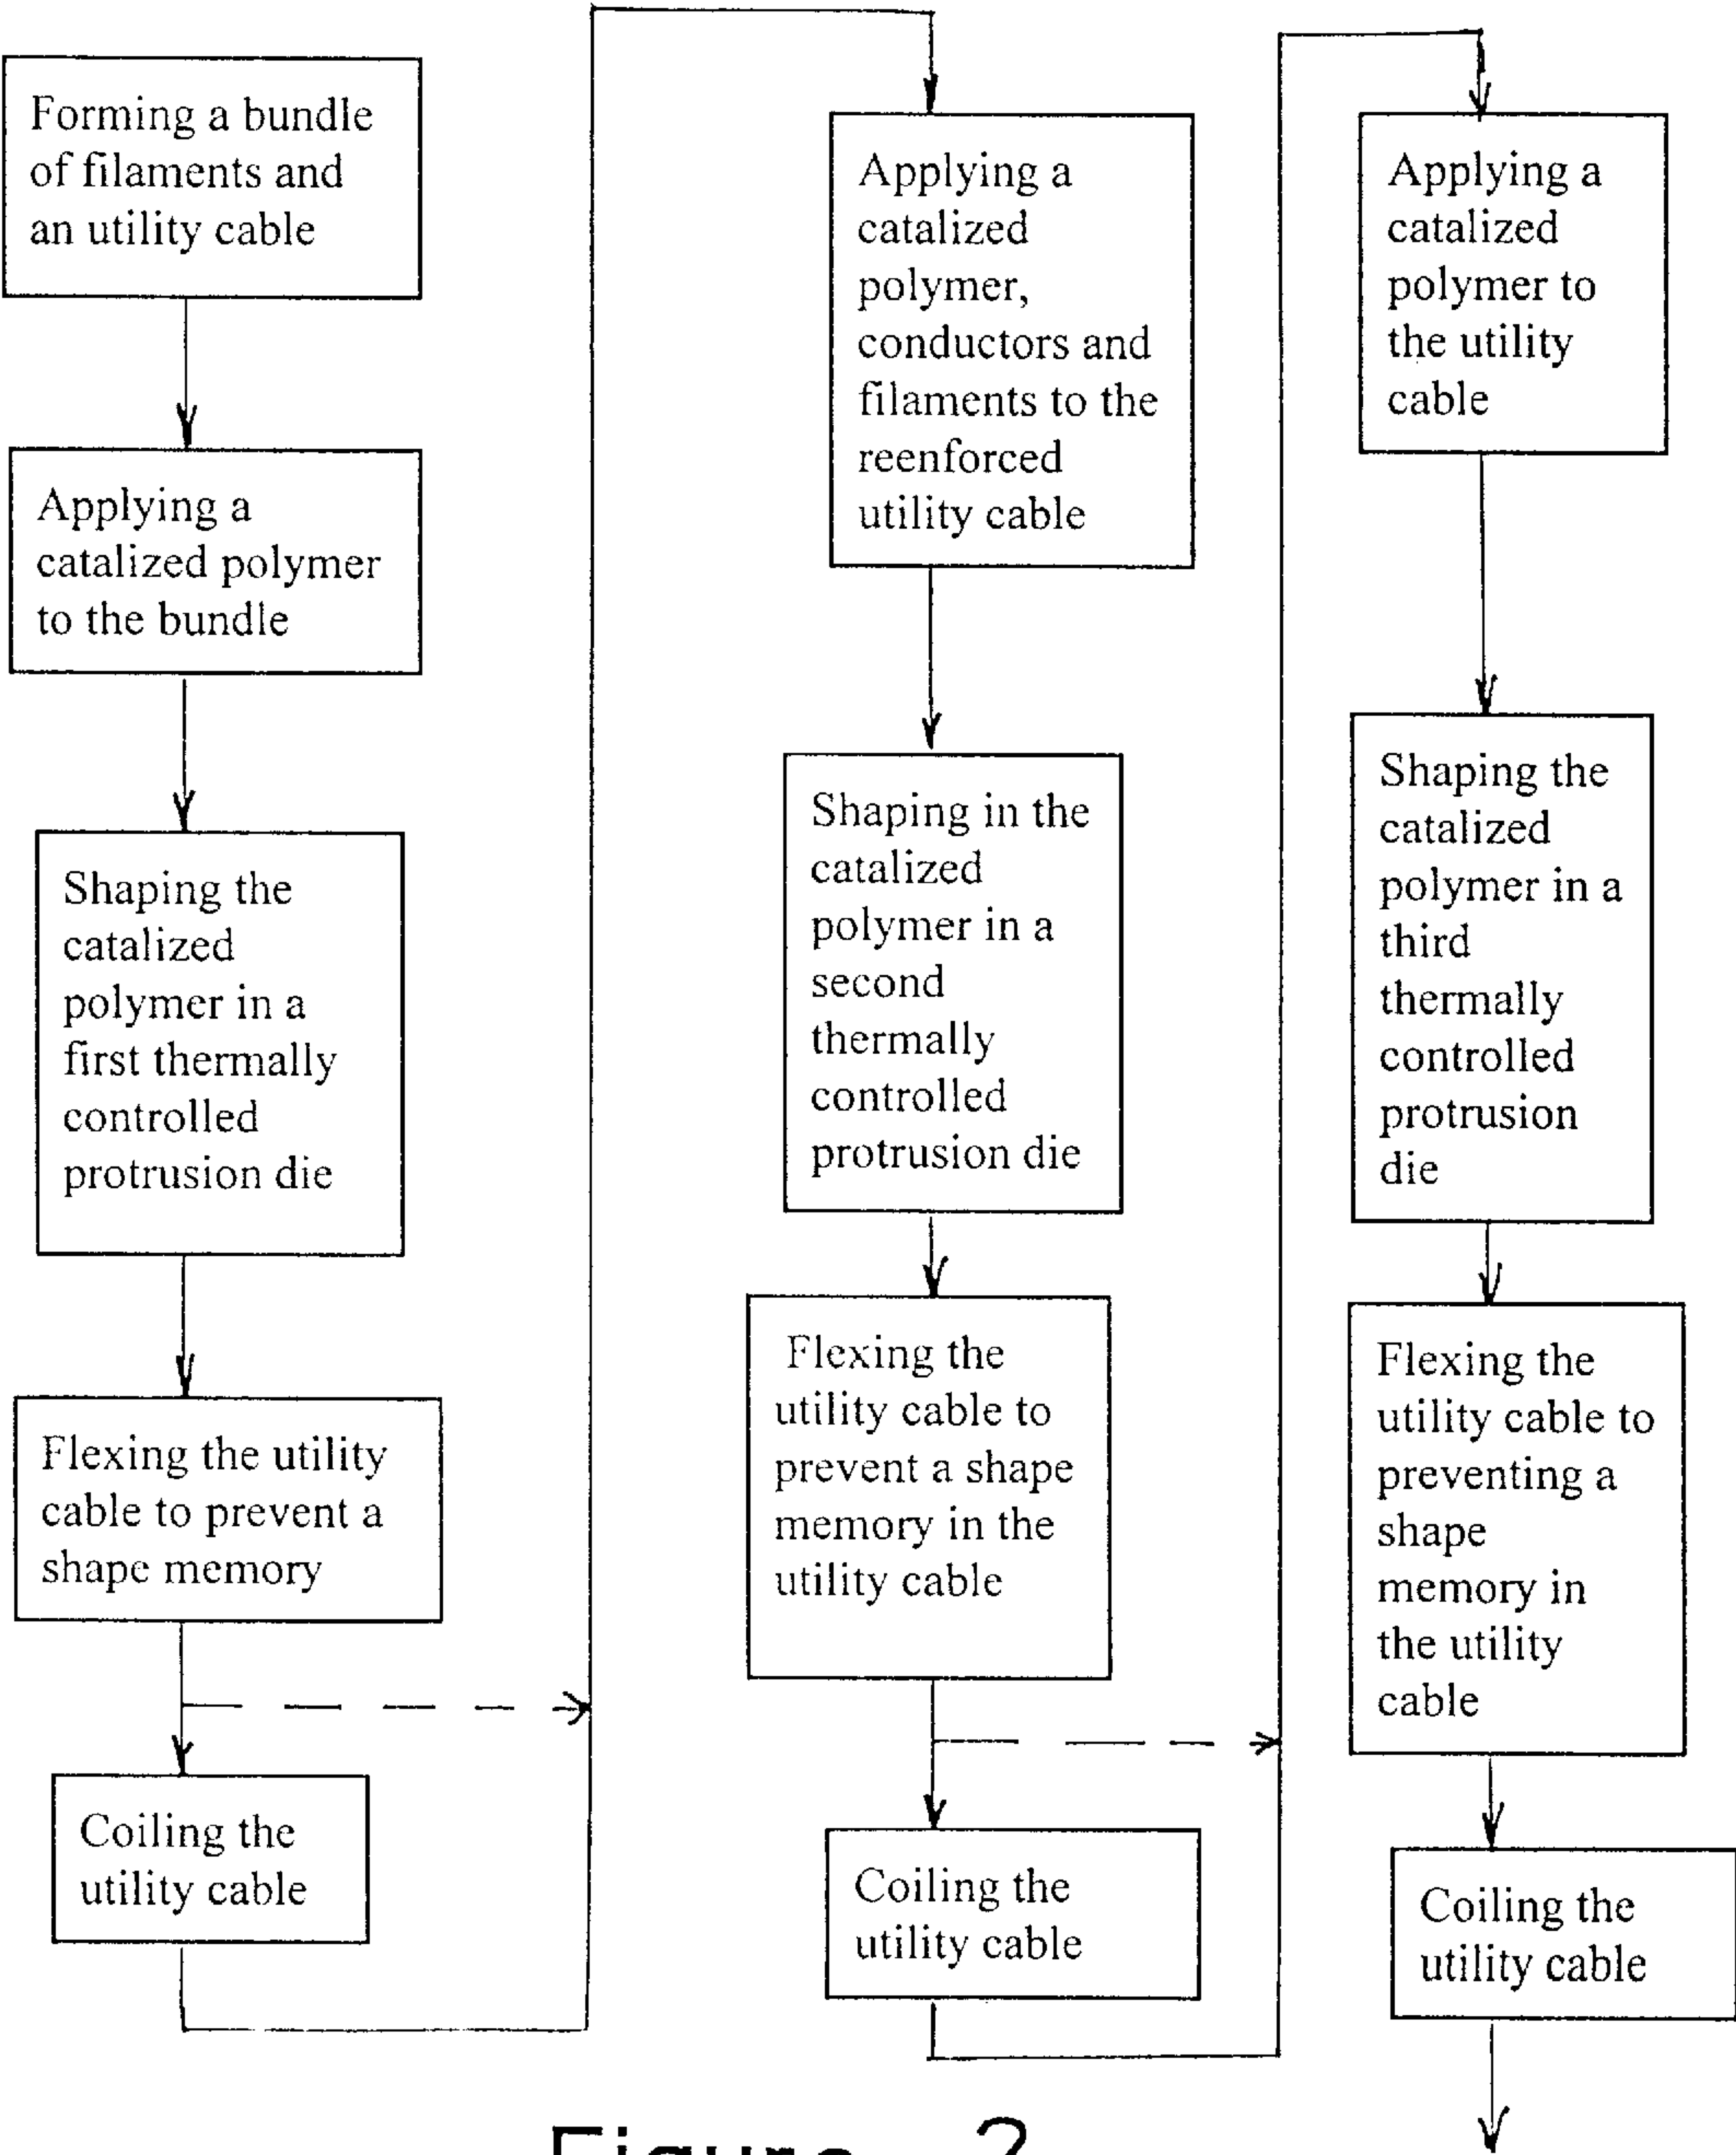 Forming a bundle
of filaments and
an utility cable
Applying a
catalized polymer
to the bundle
Shaping the
catalized
polymer in a
first thermally
controlled
protrusion die
Flexing the utility
cable to prevent a
shape memory
Coiling the
utility cable
Applying a
catalized
polymer,
conductors and
filaments to the
reenforced
utility cable
Shaping in the
catalized
polymer in a
second
thermally
controlled
protrusion die
Flexing the
utility cable to
prevent a shape
memory in the
utility cable
Coiling the
utility cable
Applying a
catalized
polymer to
the utility
cable
Shaping the
catalized
polymer in a
third
thermally
controlled
protrusion
die
Flexing the
utility cable to
preventing a
shape
memory in
the utility
cable
Coiling the
utility cable
Figure 2